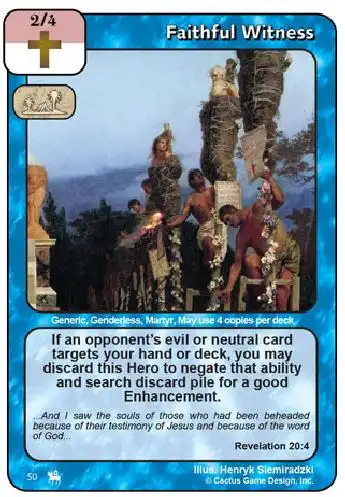 2/4
Faithful Witness
Generic, Genderless, Martyr, May use 4 copies per deck
If an opponent's evil or neutral card
targets your hand or deck, you may
discard this Hero to negate that ability
and search discard pile for a good
Enhancement.
...And I saw the souls of those who had been beheaded
because of their testimony of Jesus and because of the word
of God...
Revelation 20:4
50
Illus. Henryk Siemiradzki
© Cactus Game Design, Inc.